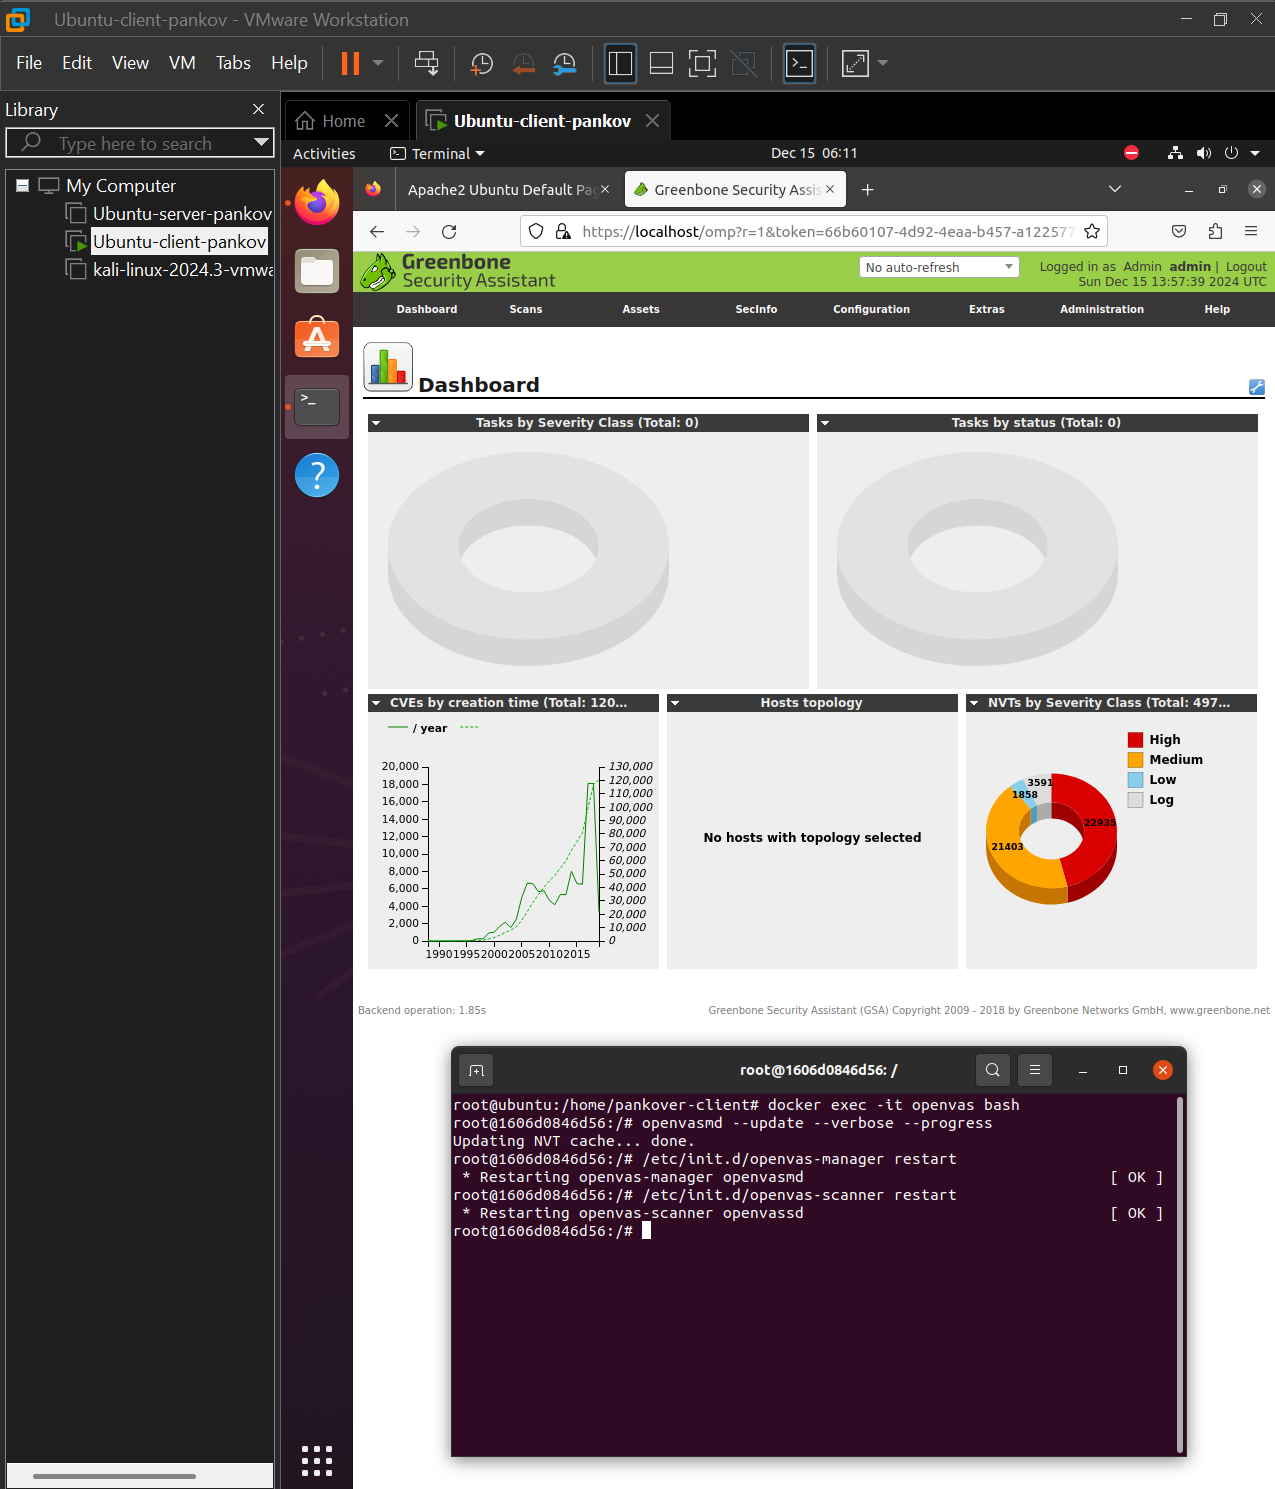 Ubuntu-client-pankov - VMware Workstation
File Edit View VM Tabs Help
Library
Type here to search
My Computer
Ubuntu-server-pankov
Ubuntu-client-pankov
kali-linux-2024.3-vmwa
Home
Ubuntu-client-pankov
Activities Terminal Dec 15 06:11
Apache2 Ubuntu Default Pag
Greenbone Security Assis
https://localhost/omp?r=1&token=66b60107-4d92-4eaa-b457-a122577
Greenbone
Security Assistant
No auto-refresh
Logged in as Admin admin | Logout
Sun Dec 15 13:57:39 2024 UTC
Dashboard Scans Assets SecInfo Configuration Extras Administration Help
Dashboard
Tasks by Severity Class (Total: 0)
Tasks by status (Total: 0)
CVEs by creation time (Total: 120...
/ year
20,000
18,000
16,000
14,000
12,000
10,000
8,000
6,000
4,000
2,000
0
130,000
120,000
110,000
100,000
90,000
80,000
70,000
60,000
50,000
40,000
30,000
20,000
10,000
0
1990 1995 2000 2005 2010 2015
Hosts topology
No hosts with topology selected
NVTs by Severity Class (Total: 497...
High
Medium
Low
Log
3591
1858
22935
21403
Backend operation: 1.85s
Greenbone Security Assistant (GSA) Copyright 2009 - 2018 by Greenbone Networks GmbH, www.greenbone.net
root@1606d0846d56: /
root@ubuntu:/home/pankover-client# docker exec -it openvas bash
root@1606d0846d56:/# openvasmd --update --verbose --progress
Updating NVT cache... done.
root@1606d0846d56:/# /etc/init.d/openvas-manager restart
* Restarting openvas-manager openvasmd [ OK ]
root@1606d0846d56:/# /etc/init.d/openvas-scanner restart
* Restarting openvas-scanner openvassd [ OK ]
root@1606d0846d56:/#